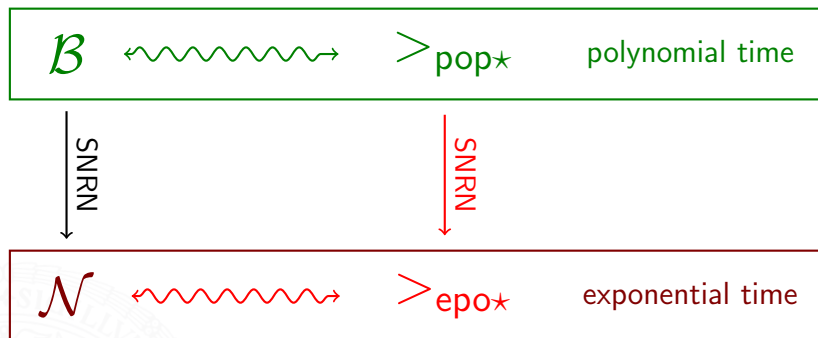 ℬ >pop⋆ polynomial time
SNRN SNRN
𝒩 >epo⋆ exponential time